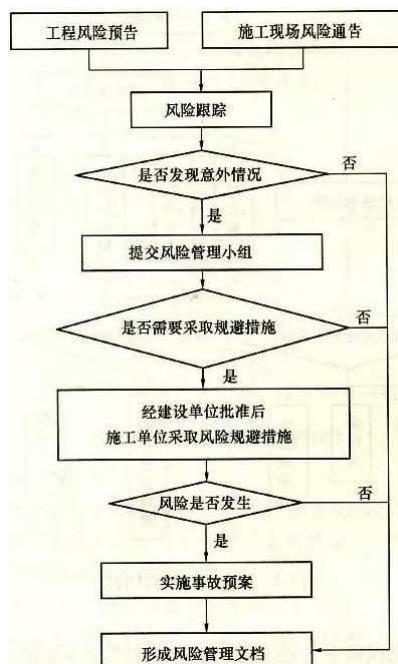 工程风险预告
施工现场风险通告
风险跟踪
是否发现意外情况
否
是
提交风险管理小组
是否需要采取规避措施
否
是
经建设单位批准后
施工单位采取风险规避措施
风险是否发生
否
是
实施事故预案
形成风险管理文档